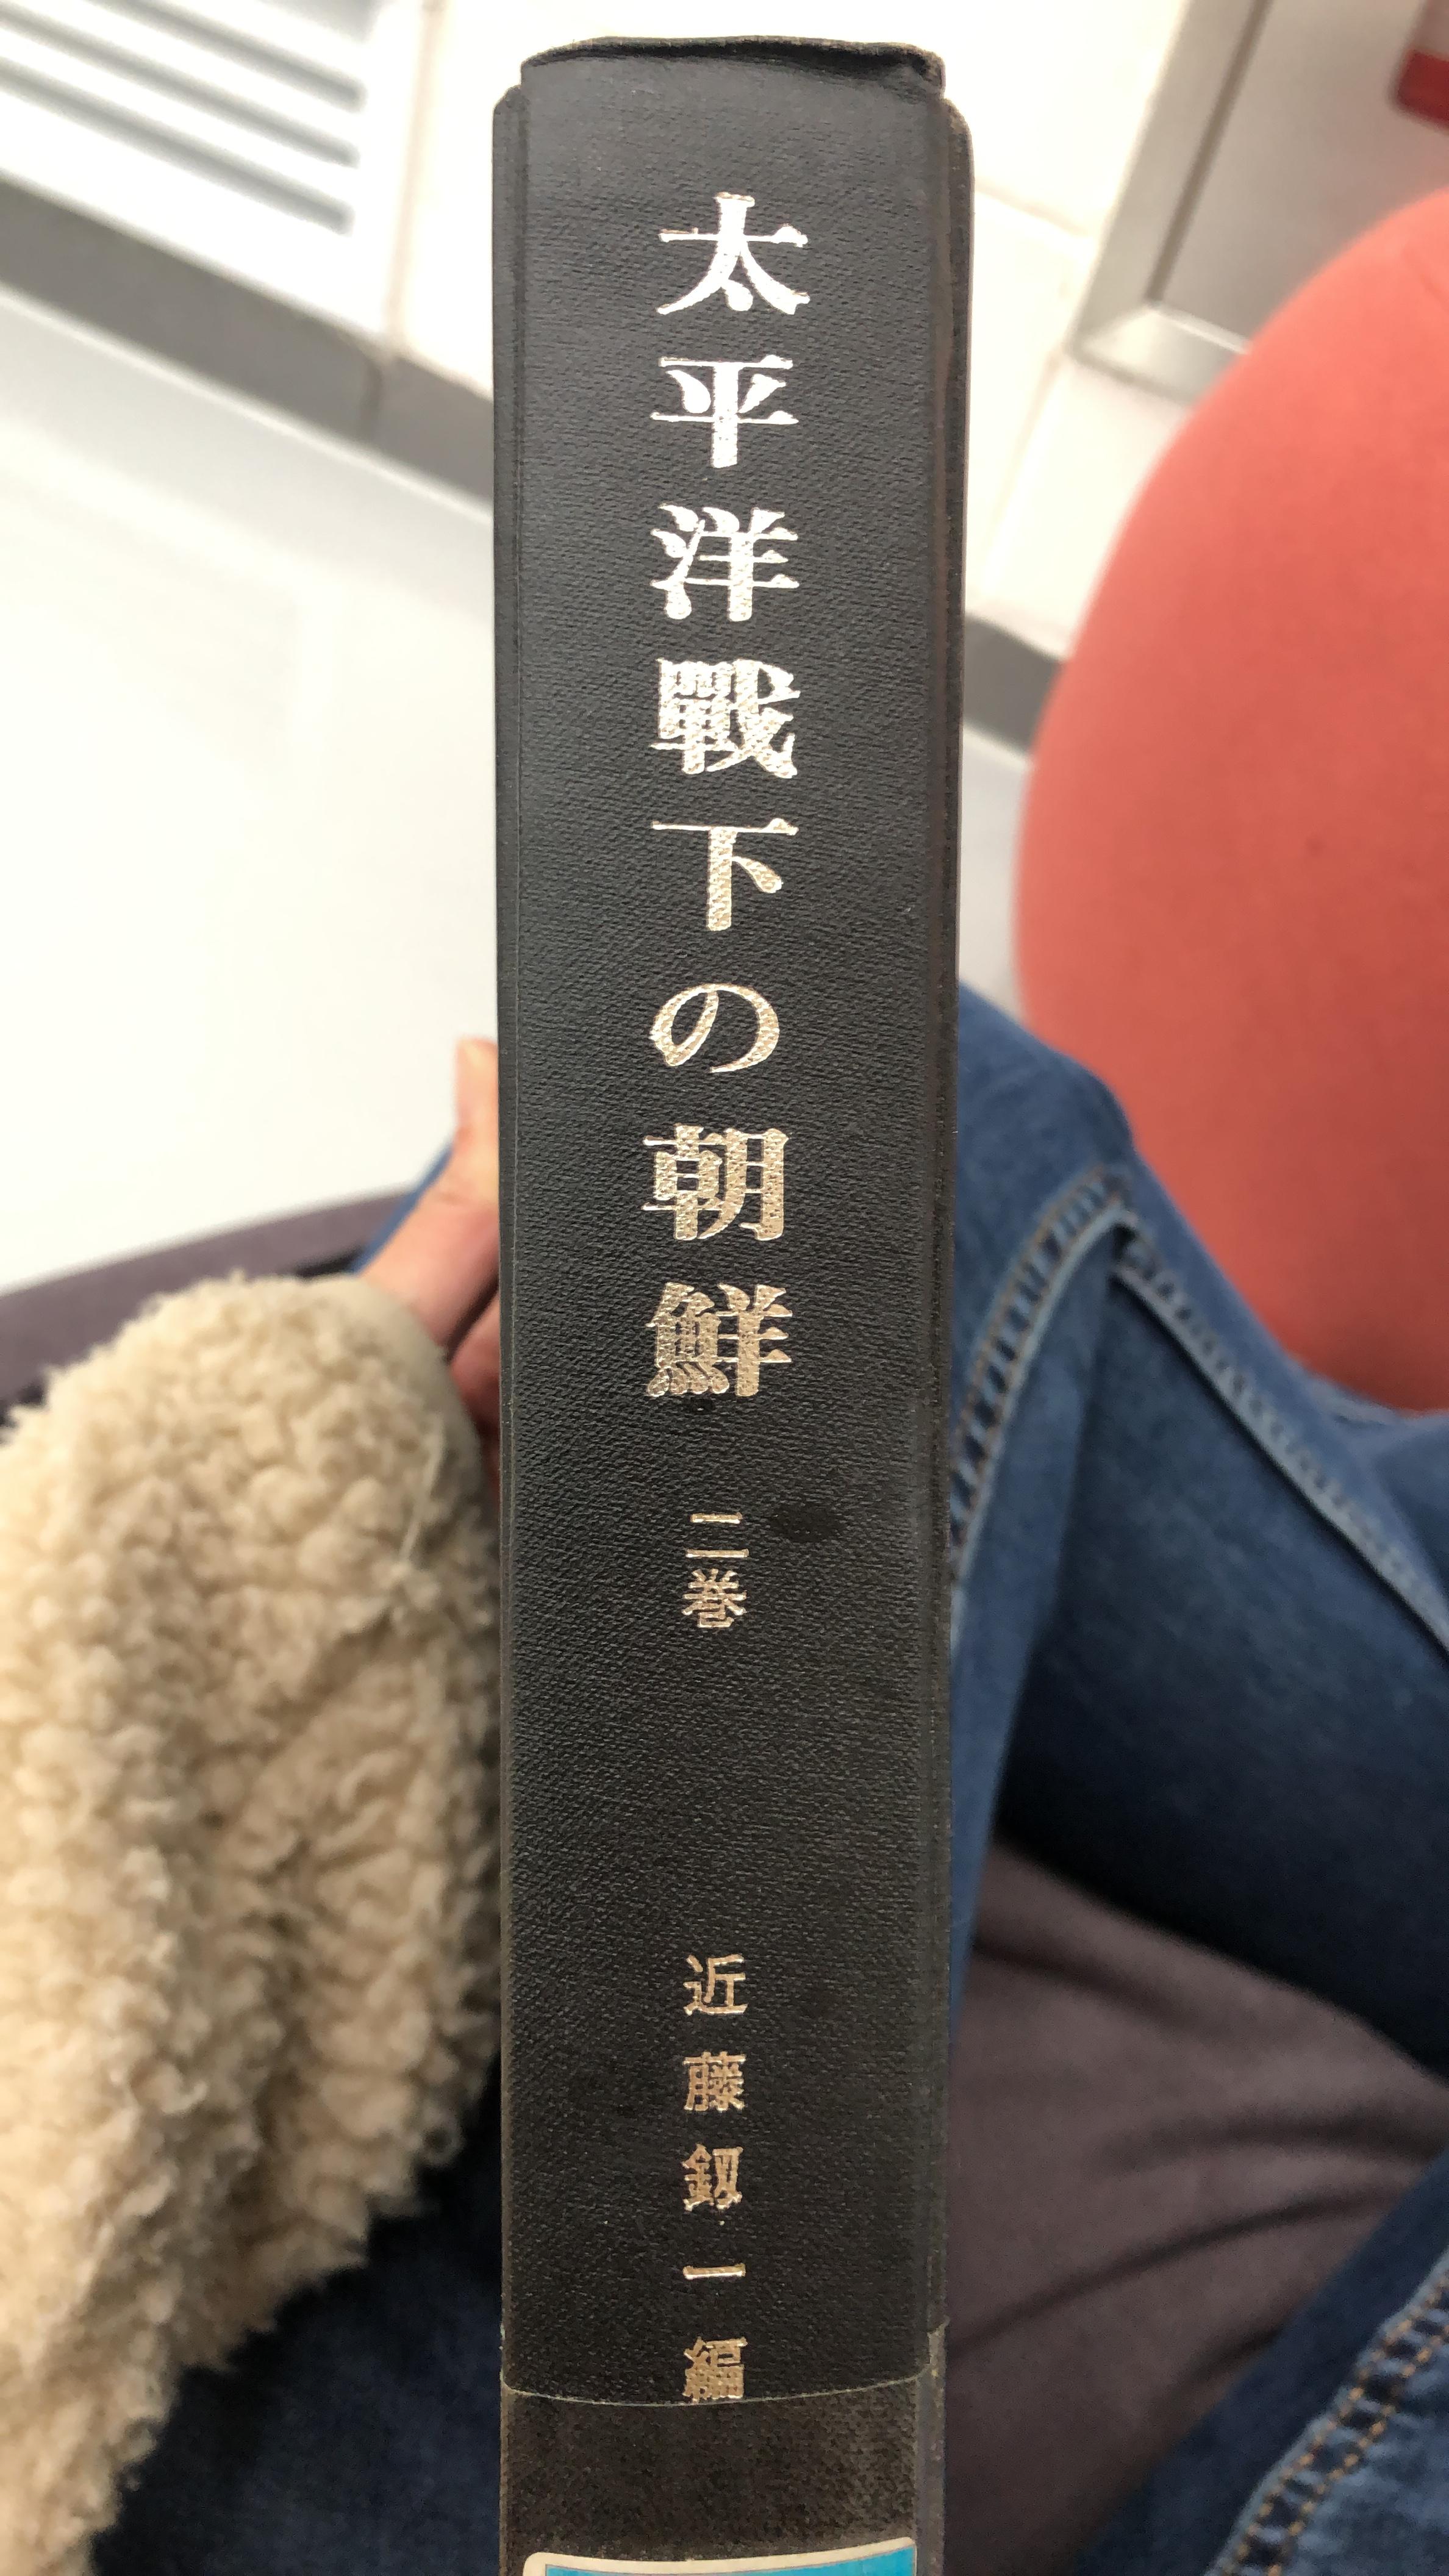 太平洋戰下の朝鮮
二巻
近藤釼一編